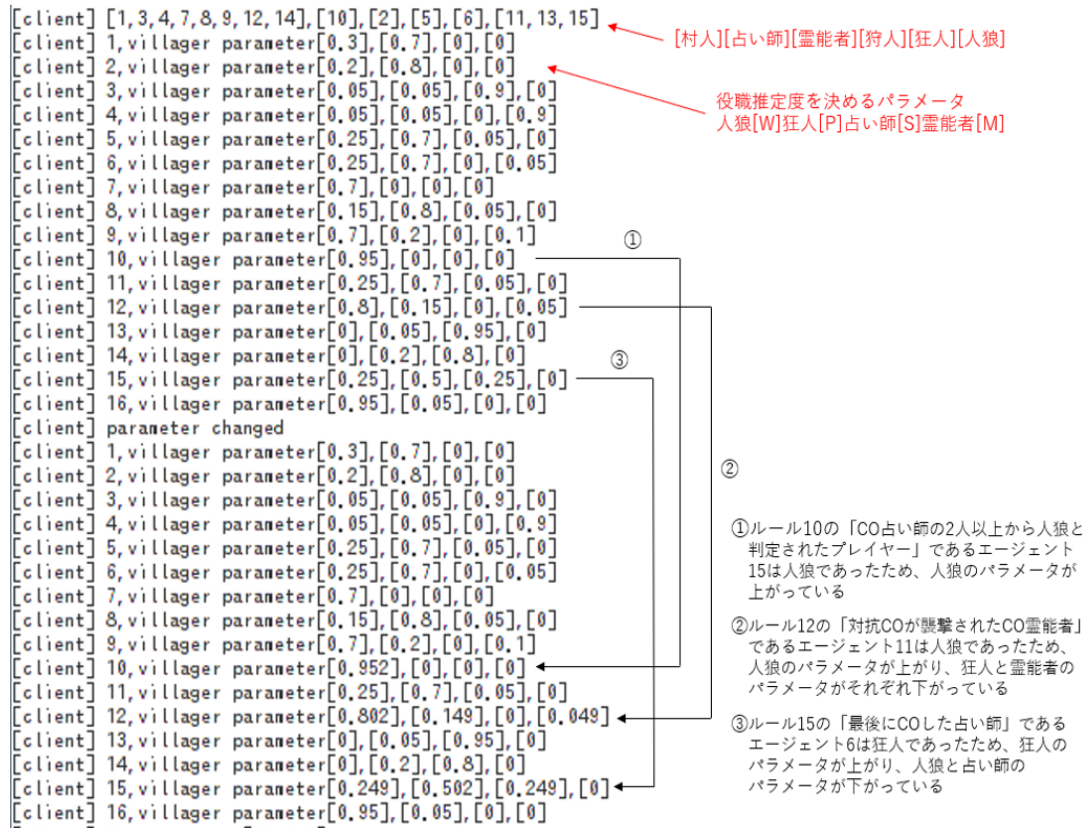 [client] [1,3,4,7,8,9,12,14],[10],[2],[5],[6],[11,13,15]
[村人][占い師][霊能者][狩人][狂人][人狼]
[client] 1,villager parameter[0.3],[0.7],[0],[0]
[client] 2,villager parameter[0.2],[0.8],[0],[0]
[client] 3,villager parameter[0.05],[0.05],[0.9],[0]
役職推定度を決めるパラメータ
人狼[W]狂人[P]占い師[S]霊能者[M]
[client] 4,villager parameter[0.05],[0.05],[0],[0.9]
[client] 5,villager parameter[0.25],[0.7],[0.05],[0]
[client] 6,villager parameter[0.25],[0.7],[0],[0.05]
[client] 7,villager parameter[0.7],[0],[0],[0]
[client] 8,villager parameter[0.15],[0.8],[0.05],[0]
[client] 9,villager parameter[0.7],[0.2],[0],[0.1]
①
[client] 10,villager parameter[0.95],[0],[0],[0]
[client] 11,villager parameter[0.25],[0.7],[0.05],[0]
[client] 12,villager parameter[0.8],[0.15],[0],[0.05]
[client] 13,villager parameter[0],[0.05],[0.95],[0]
[client] 14,villager parameter[0],[0.2],[0.8],[0]
③
[client] 15,villager parameter[0.25],[0.5],[0.25],[0]
[client] 16,villager parameter[0.95],[0.05],[0],[0]
[client] parameter changed
[client] 1,villager parameter[0.3],[0.7],[0],[0]
[client] 2,villager parameter[0.2],[0.8],[0],[0]
②
[client] 3,villager parameter[0.05],[0.05],[0.9],[0]
[client] 4,villager parameter[0.05],[0.05],[0],[0.9]
[client] 5,villager parameter[0.25],[0.7],[0.05],[0]
[client] 6,villager parameter[0.25],[0.7],[0],[0.05]
[client] 7,villager parameter[0.7],[0],[0],[0]
[client] 8,villager parameter[0.15],[0.8],[0.05],[0]
[client] 9,villager parameter[0.7],[0.2],[0],[0.1]
[client] 10,villager parameter[0.952],[0],[0],[0]
[client] 11,villager parameter[0.25],[0.7],[0.05],[0]
[client] 12,villager parameter[0.802],[0.149],[0],[0.049]
[client] 13,villager parameter[0],[0.05],[0.95],[0]
[client] 14,villager parameter[0],[0.2],[0.8],[0]
[client] 15,villager parameter[0.249],[0.502],[0.249],[0]
[client] 16,villager parameter[0.95],[0.05],[0],[0]
①ルール10の「CO占い師の2人以上から人狼と
判定されたプレイヤー」であるエージェント
15は人狼であったため、人狼のパラメータが
上がっている
②ルール12の「対抗COが襲撃されたCO霊能者」
であるエージェント11は人狼であったため、
人狼のパラメータが上がり、狂人と霊能者の
パラメータがそれぞれ下がっている
③ルール15の「最後にCOした占い師」である
エージェント6は狂人であったため、狂人の
パラメータが上がり、人狼と占い師の
パラメータが下がっている